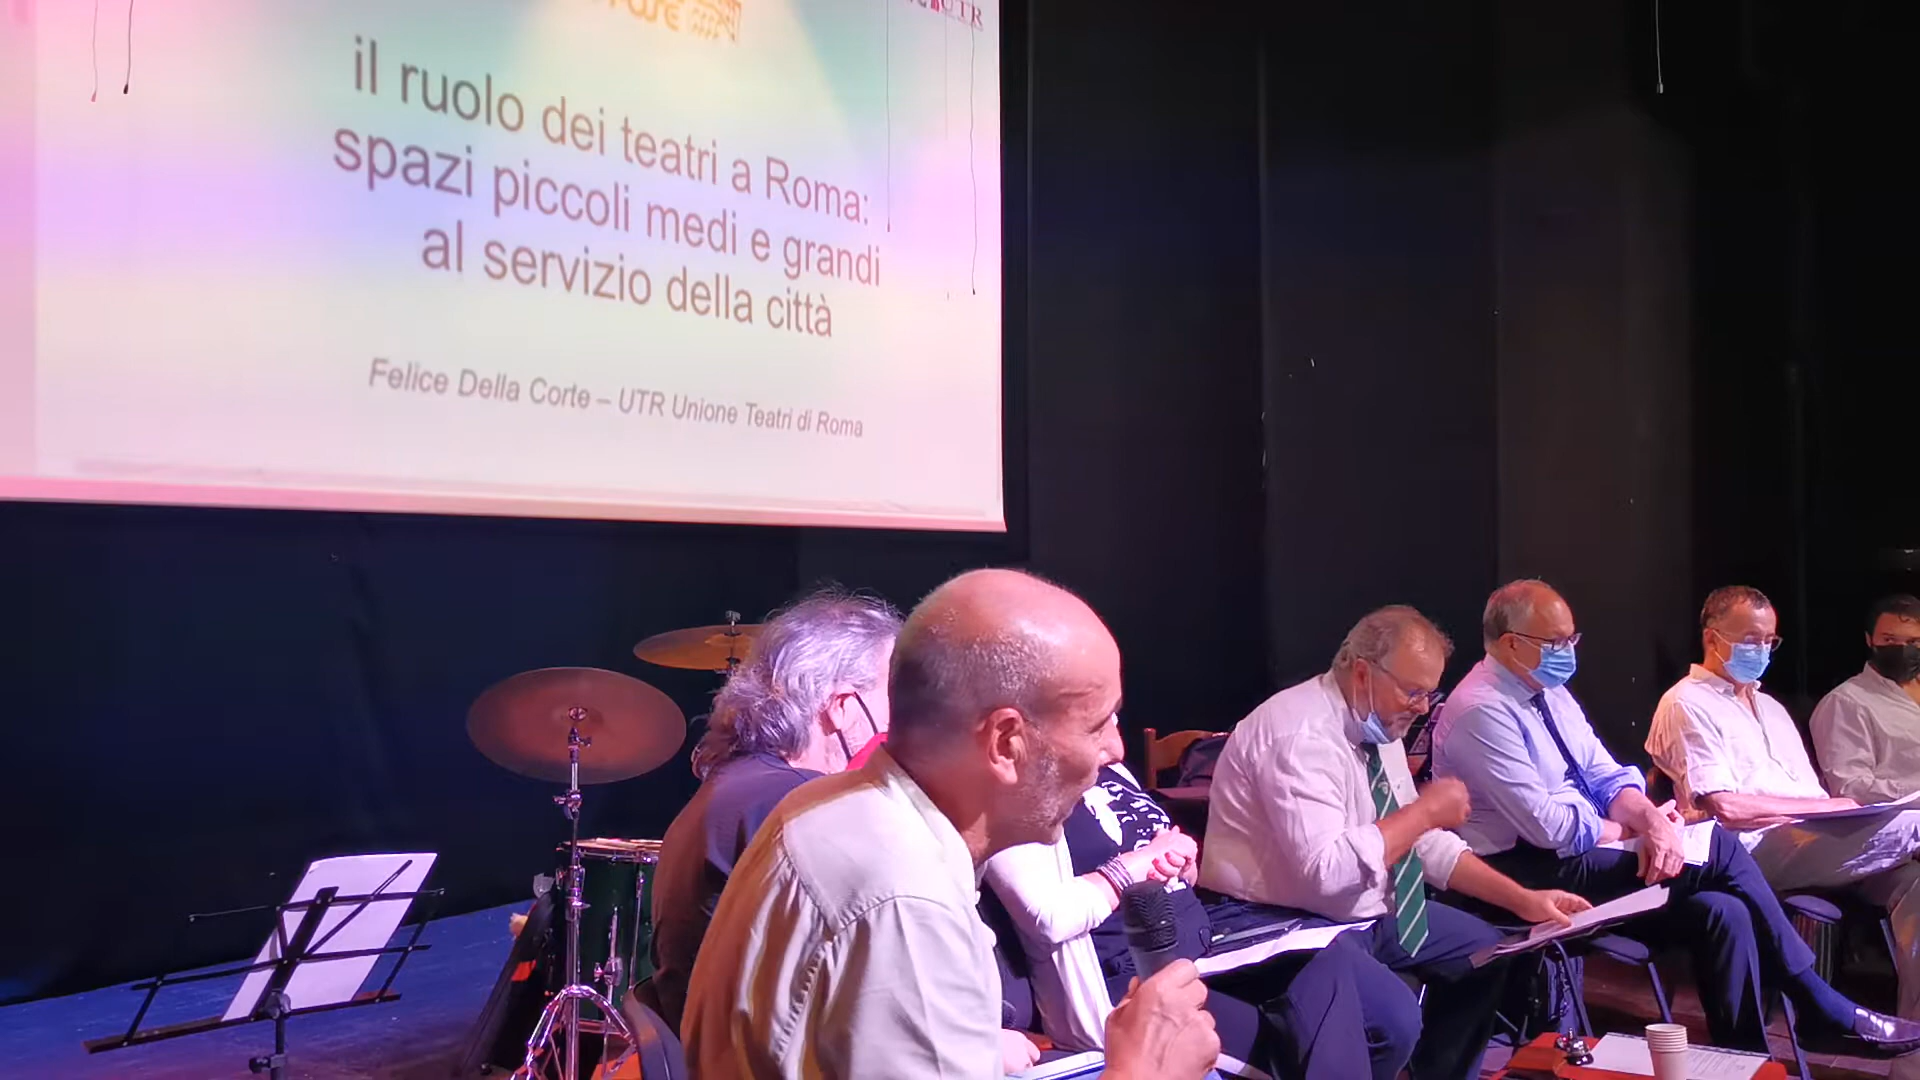 UTR
il ruolo dei teatri a Roma:
spazi piccoli medi e grandi
al servizio della città
Felice Della Corte – UTR Unione Teatri di Roma